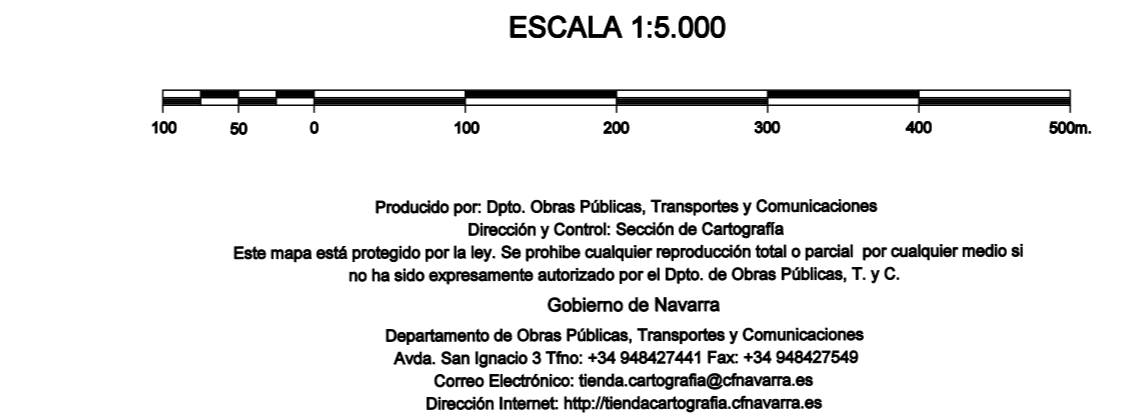 ESCALA 1:5.000
100 50 0 100 200 300 400 500m.
Producido por: Dpto. Obras Públicas, Transportes y Comunicaciones
Dirección y Control: Sección de Cartografía
Este mapa está protegido por la ley. Se prohibe cualquier reproducción total o parcial por cualquier medio si
no ha sido expresamente autorizado por el Dpto. de Obras Públicas, T. y C.
Gobierno de Navarra
Departamento de Obras Públicas, Transportes y Comunicaciones
Avda. San Ignacio 3 Tfno: +34 948427441 Fax: +34 948427549
Correo Electrónico: tienda.cartografia@cfnavarra.es
Dirección Internet: http://tiendacartografia.cfnavarra.es